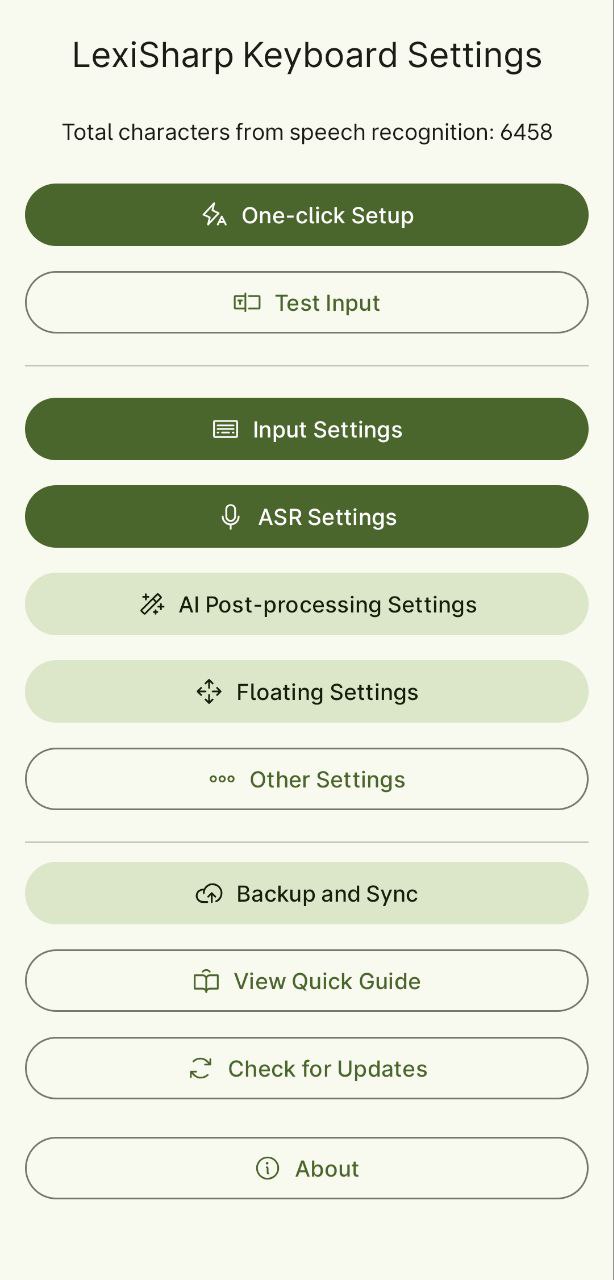 LexiSharp Keyboard Settings
Total characters from speech recognition: 6458
One-click Setup
Test Input
Input Settings
ASR Settings
AI Post-processing Settings
Floating Settings
Other Settings
Backup and Sync
View Quick Guide
Check for Updates
About